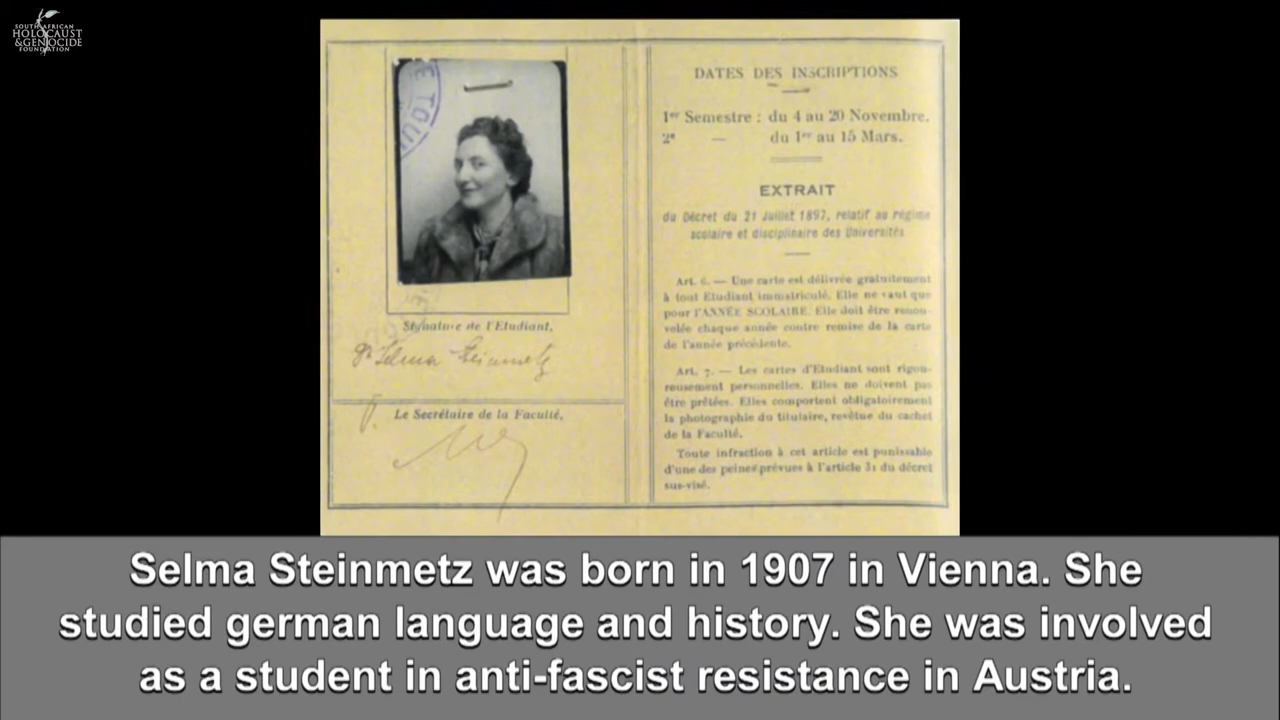 SOUTH AFRICAN
HOLOCAUST
& GENOCIDE
FOUNDATION
E TOU
Signature de l'Etudiant,
Dr Selma Steinmetz
Le Secrétaire de la Faculté,
DATES DES INSCRIPTIONS
1er Semestre : du 4 au 20 Novembre.
2e — du 1er au 15 Mars.
EXTRAIT
du Décret du 21 Juillet 1897, relatif au régime
scolaire et disciplinaire des Universités
Art. 6. — Une carte est délivrée gratuitement
à tout Etudiant immatriculé. Elle ne vaut que
pour l'ANNÉE SCOLAIRE. Elle doit être renou-
velée chaque année contre remise de la carte
de l'année précédente.
Art. 7. — Les cartes d'Etudiant sont rigou-
reusement personnelles. Elles ne doivent pas
être prêtées. Elles comportent obligatoirement
la photographie du titulaire, revêtue du cachet
de la Faculté.
Toute infraction à cet article est punissable
d'une des peines prévues à l'article 31 du décret
sus-visé.
Selma Steinmetz was born in 1907 in Vienna. She
studied german language and history. She was involved
as a student in anti-fascist resistance in Austria.